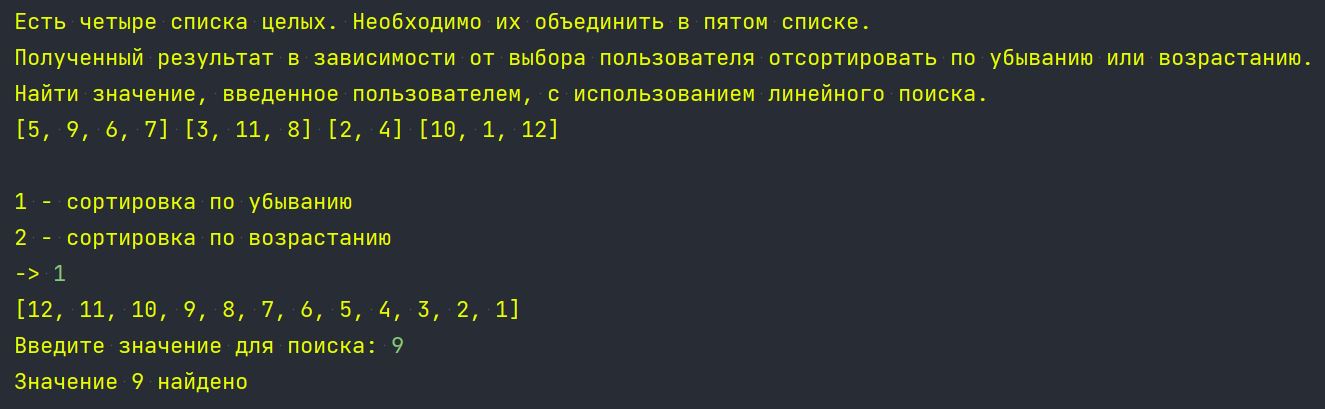 Есть четыре списка целых. Необходимо их объединить в пятом списке.
Полученный результат в зависимости от выбора пользователя отсортировать по убыванию или возрастанию.
Найти значение, введенное пользователем, с использованием линейного поиска.
[5, 9, 6, 7] [3, 11, 8] [2, 4] [10, 1, 12]
1 - сортировка по убыванию
2 - сортировка по возрастанию
-> 1
[12, 11, 10, 9, 8, 7, 6, 5, 4, 3, 2, 1]
Введите значение для поиска: 9
Значение 9 найдено